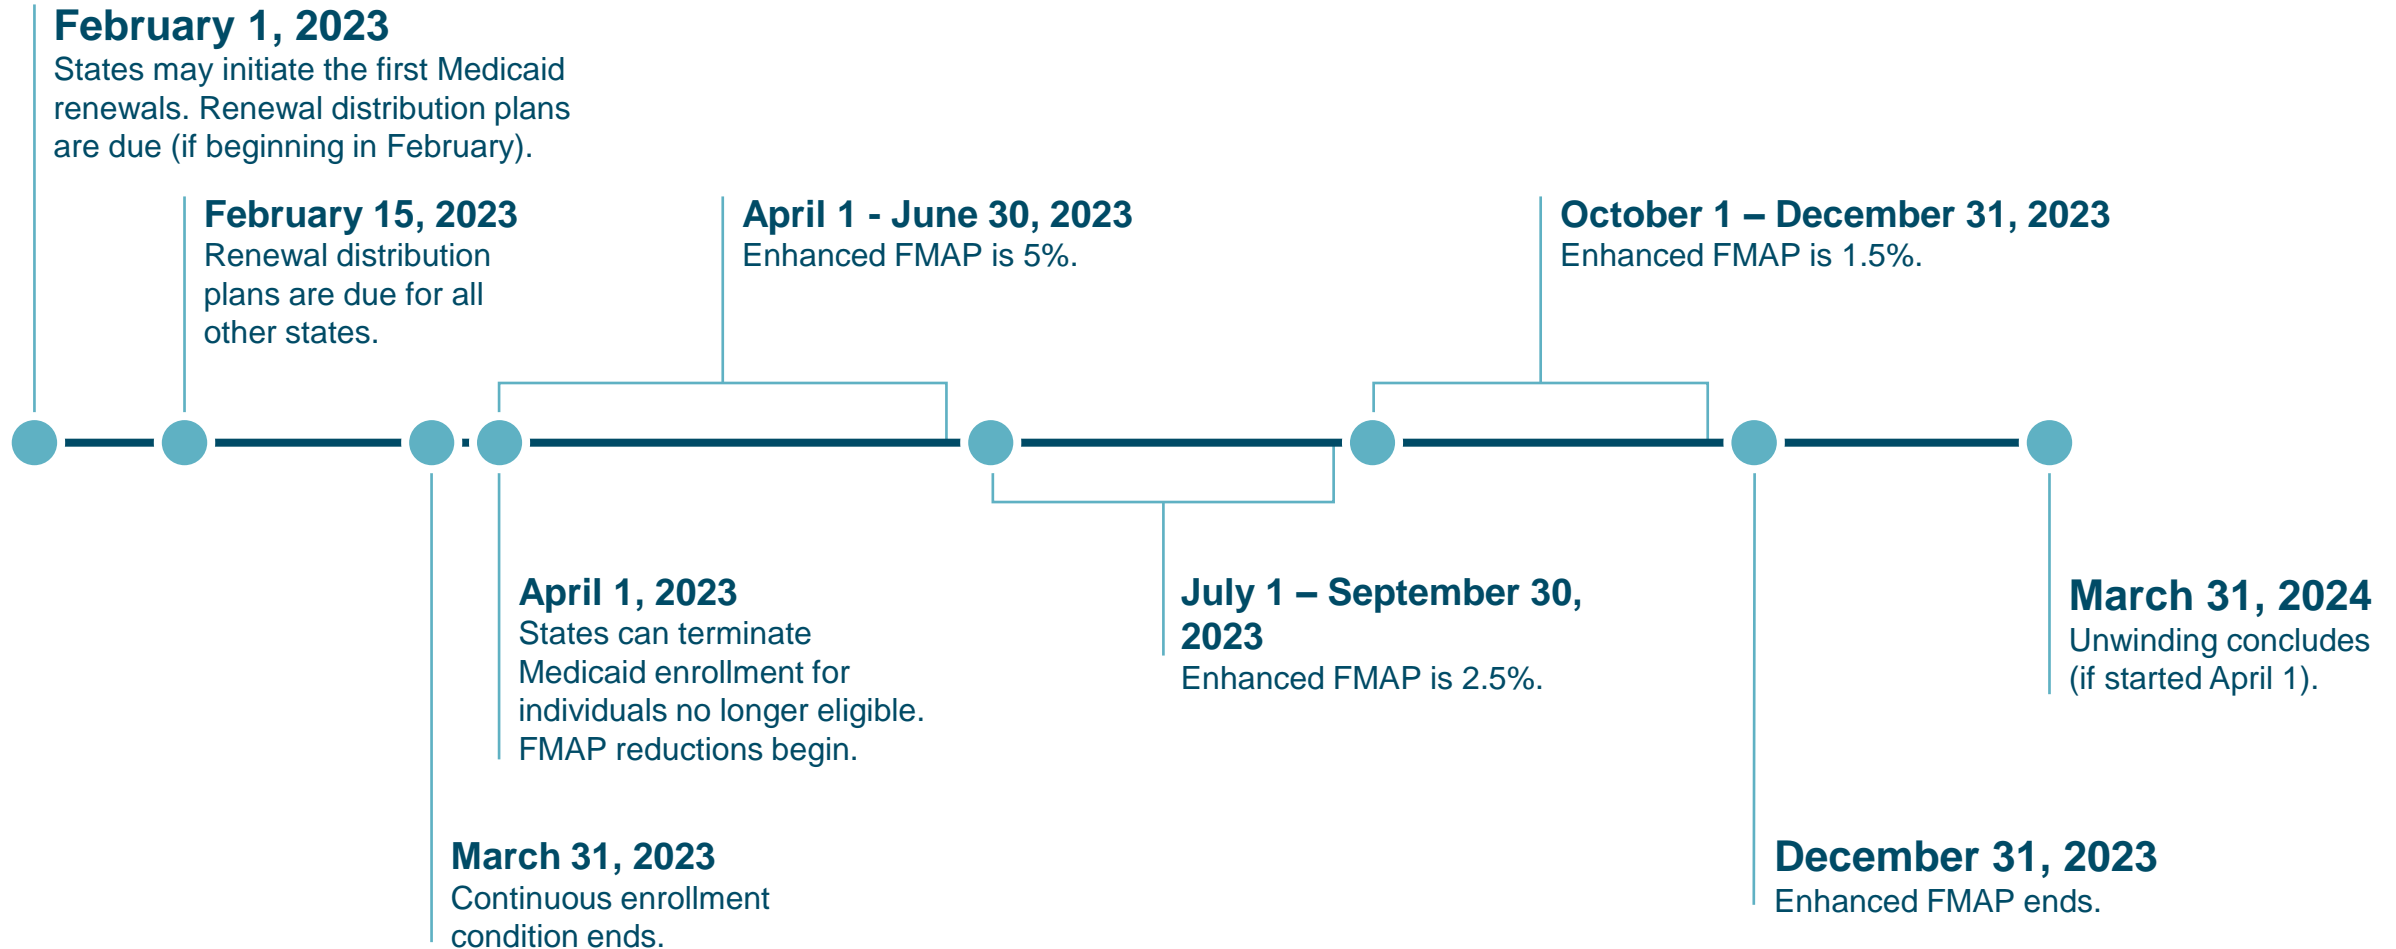 February 1, 2023
States may initiate the first Medicaid
renewals. Renewal distribution plans
are due (if beginning in February).
February 15, 2023
Renewal distribution
plans are due for all
other states.
April 1 - June 30, 2023
Enhanced FMAP is 5%.
October 1 – December 31, 2023
Enhanced FMAP is 1.5%.
April 1, 2023
States can terminate
Medicaid enrollment for
individuals no longer eligible.
FMAP reductions begin.
July 1 – September 30,
2023
Enhanced FMAP is 2.5%.
March 31, 2024
Unwinding concludes
(if started April 1).
March 31, 2023
Continuous enrollment
condition ends.
December 31, 2023
Enhanced FMAP ends.